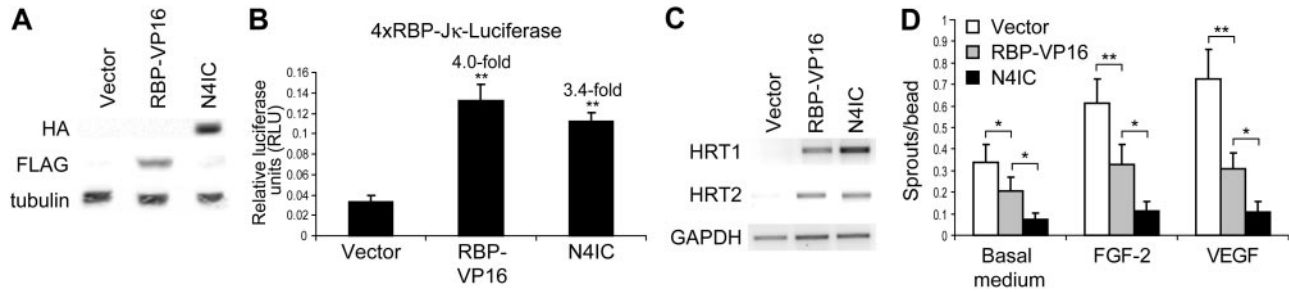 A
Vector
RBP-VP16
N4IC
HA
FLAG
tubulin
B
4xRBP-Jκ-Luciferase
Relative luciferase
units (RLU)
0.16
0.14
0.12
0.1
0.08
0.06
0.04
0.02
0
4.0-fold
**
3.4-fold
**
Vector
RBP-
VP16
N4IC
C
Vector
RBP-VP16
N4IC
HRT1
HRT2
GAPDH
D
Sprouts/bead
1
0.9
0.8
0.7
0.6
0.5
0.4
0.3
0.2
0.1
0
Vector
RBP-VP16
N4IC
*
*
**
*
**
*
Basal
medium
FGF-2
VEGF